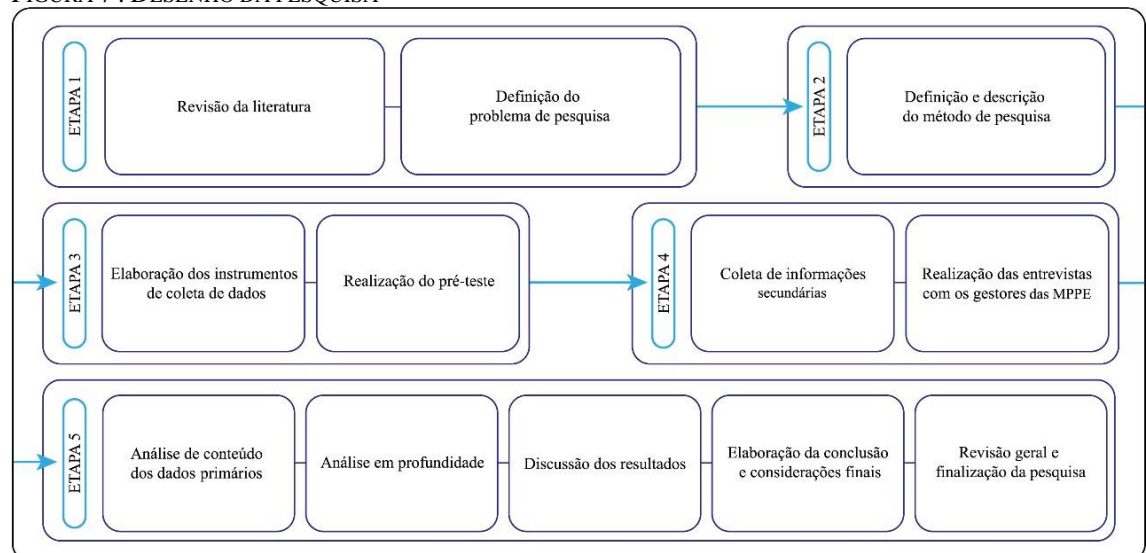 FIGURA 7 : DESENHO DA PESQUISA
ETAPA 1
Revisão da literatura
Definição do
problema de pesquisa
ETAPA 2
Definição e descrição
do método de pesquisa
ETAPA 3
Elaboração dos instrumentos
de coleta de dados
Realização do pré-teste
ETAPA 4
Coleta de informações
secundárias
Realização das entrevistas
com os gestores das MPPE
ETAPA 5
Análise de conteúdo
dos dados primários
Análise em profundidade
Discussão dos resultados
Elaboração da conclusão
e considerações finais
Revisão geral e
finalização da pesquisa